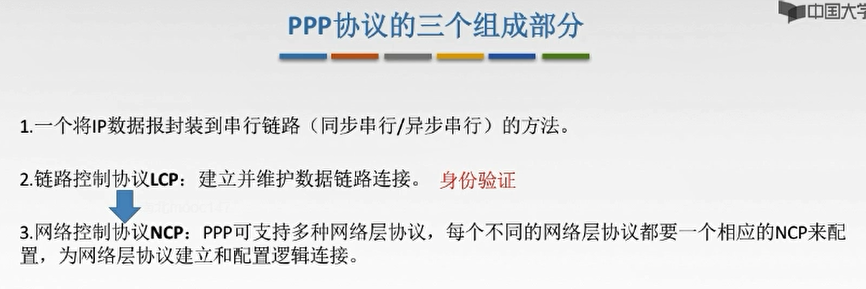 中国大学
PPP协议的三个组成部分
1.一个将IP数据报封装到串行链路（同步串行/异步串行）的方法。
2.链路控制协议LCP：建立并维护数据链路连接。 身份验证
3.网络控制协议NCP：PPP可支持多种网络层协议，每个不同的网络层协议都要一个相应的NCP来配
置，为网络层协议建立和配置逻辑连接。